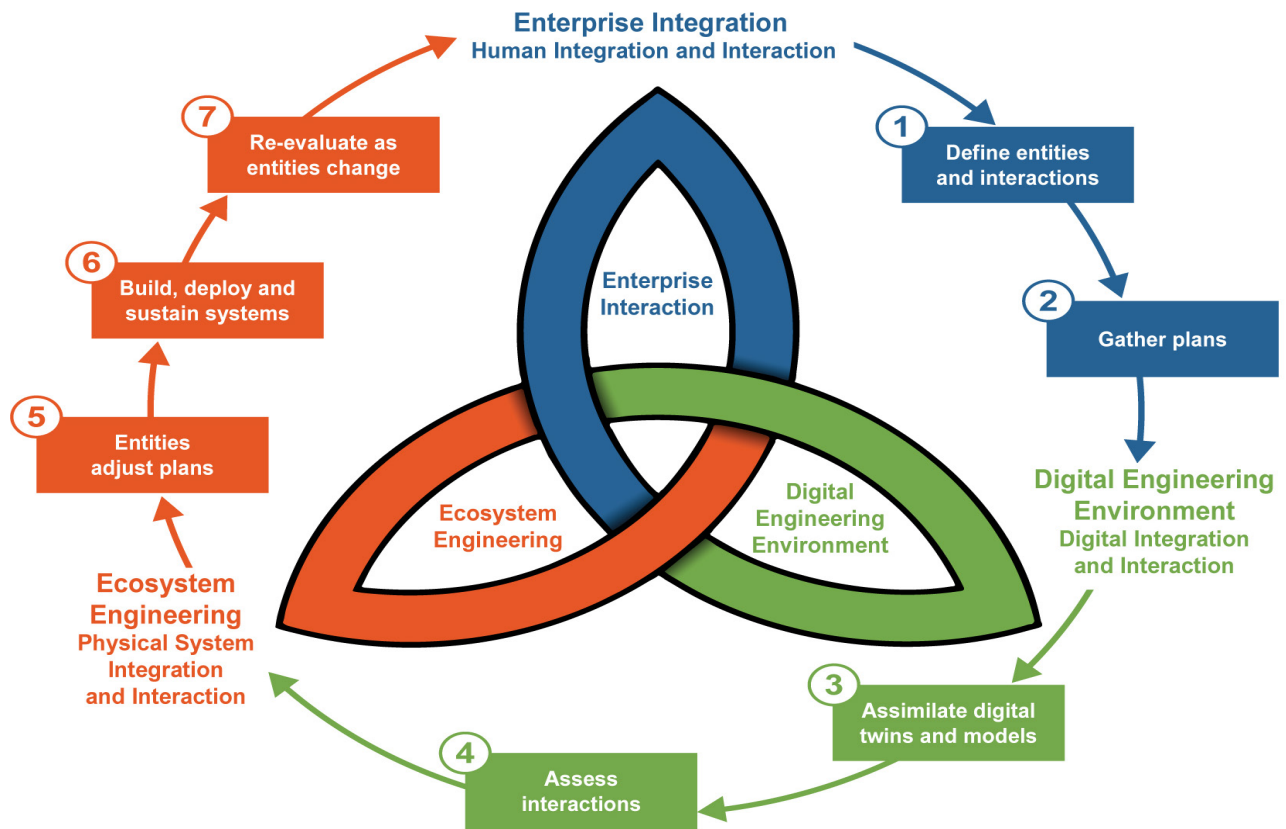 Enterprise Integration
Human Integration and Interaction
1
Define entities
and interactions
2
Gather plans
Digital Engineering
Environment
Digital Integration
and Interaction
3
Assimilate digital
twins and models
4
Assess
interactions
Ecosystem
Engineering
Physical System
Integration
and Interaction
5
Entities
adjust plans
6
Build, deploy and
sustain systems
7
Re-evaluate as
entities change
Enterprise
Interaction
Ecosystem
Engineering
Digital
Engineering
Environment